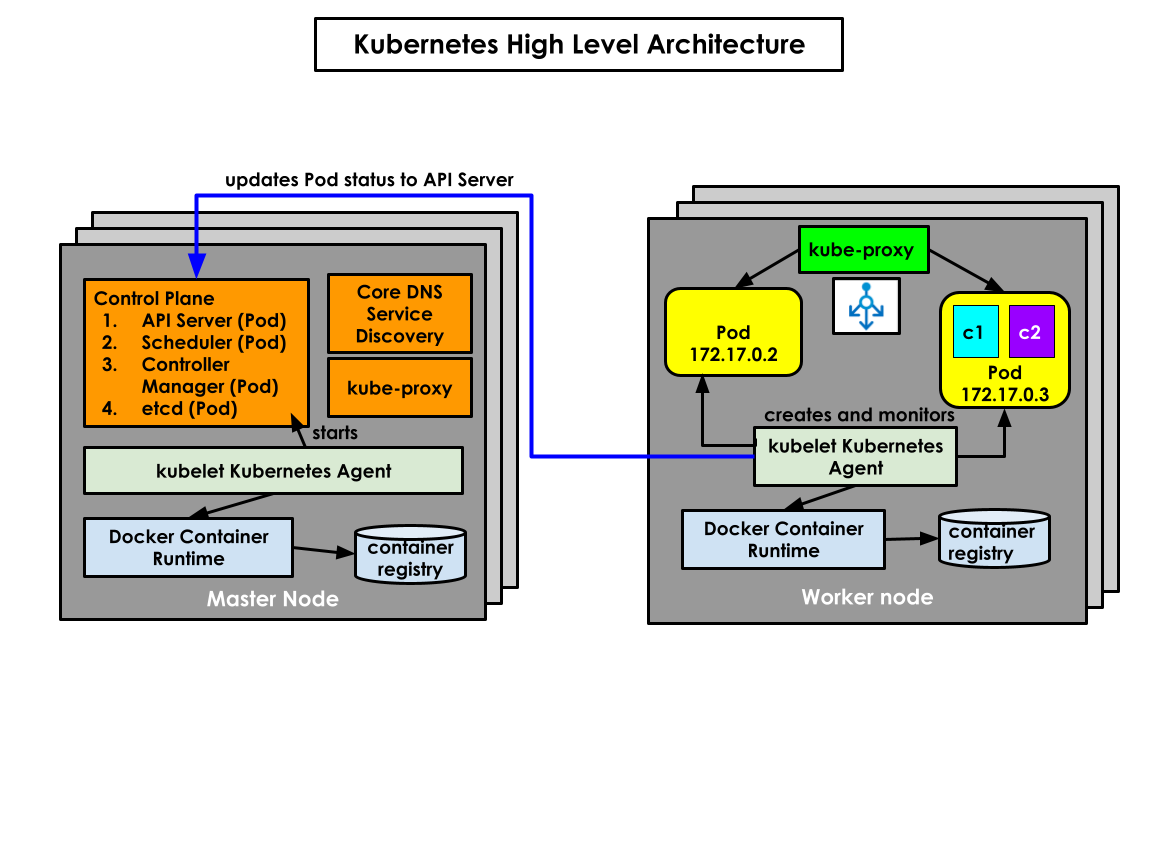 Kubernetes High Level Architecture
updates Pod status to API Server
Control Plane
1. API Server (Pod)
2. Scheduler (Pod)
3. Controller
Manager (Pod)
4. etcd (Pod)
Core DNS
Service
Discovery
kube-proxy
starts
kubelet Kubernetes Agent
Docker Container
Runtime
container
registry
Master Node
kube-proxy
Pod
172.17.0.2
c1
c2
Pod
172.17.0.3
creates and monitors
kubelet Kubernetes
Agent
Docker Container
Runtime
container
registry
Worker node